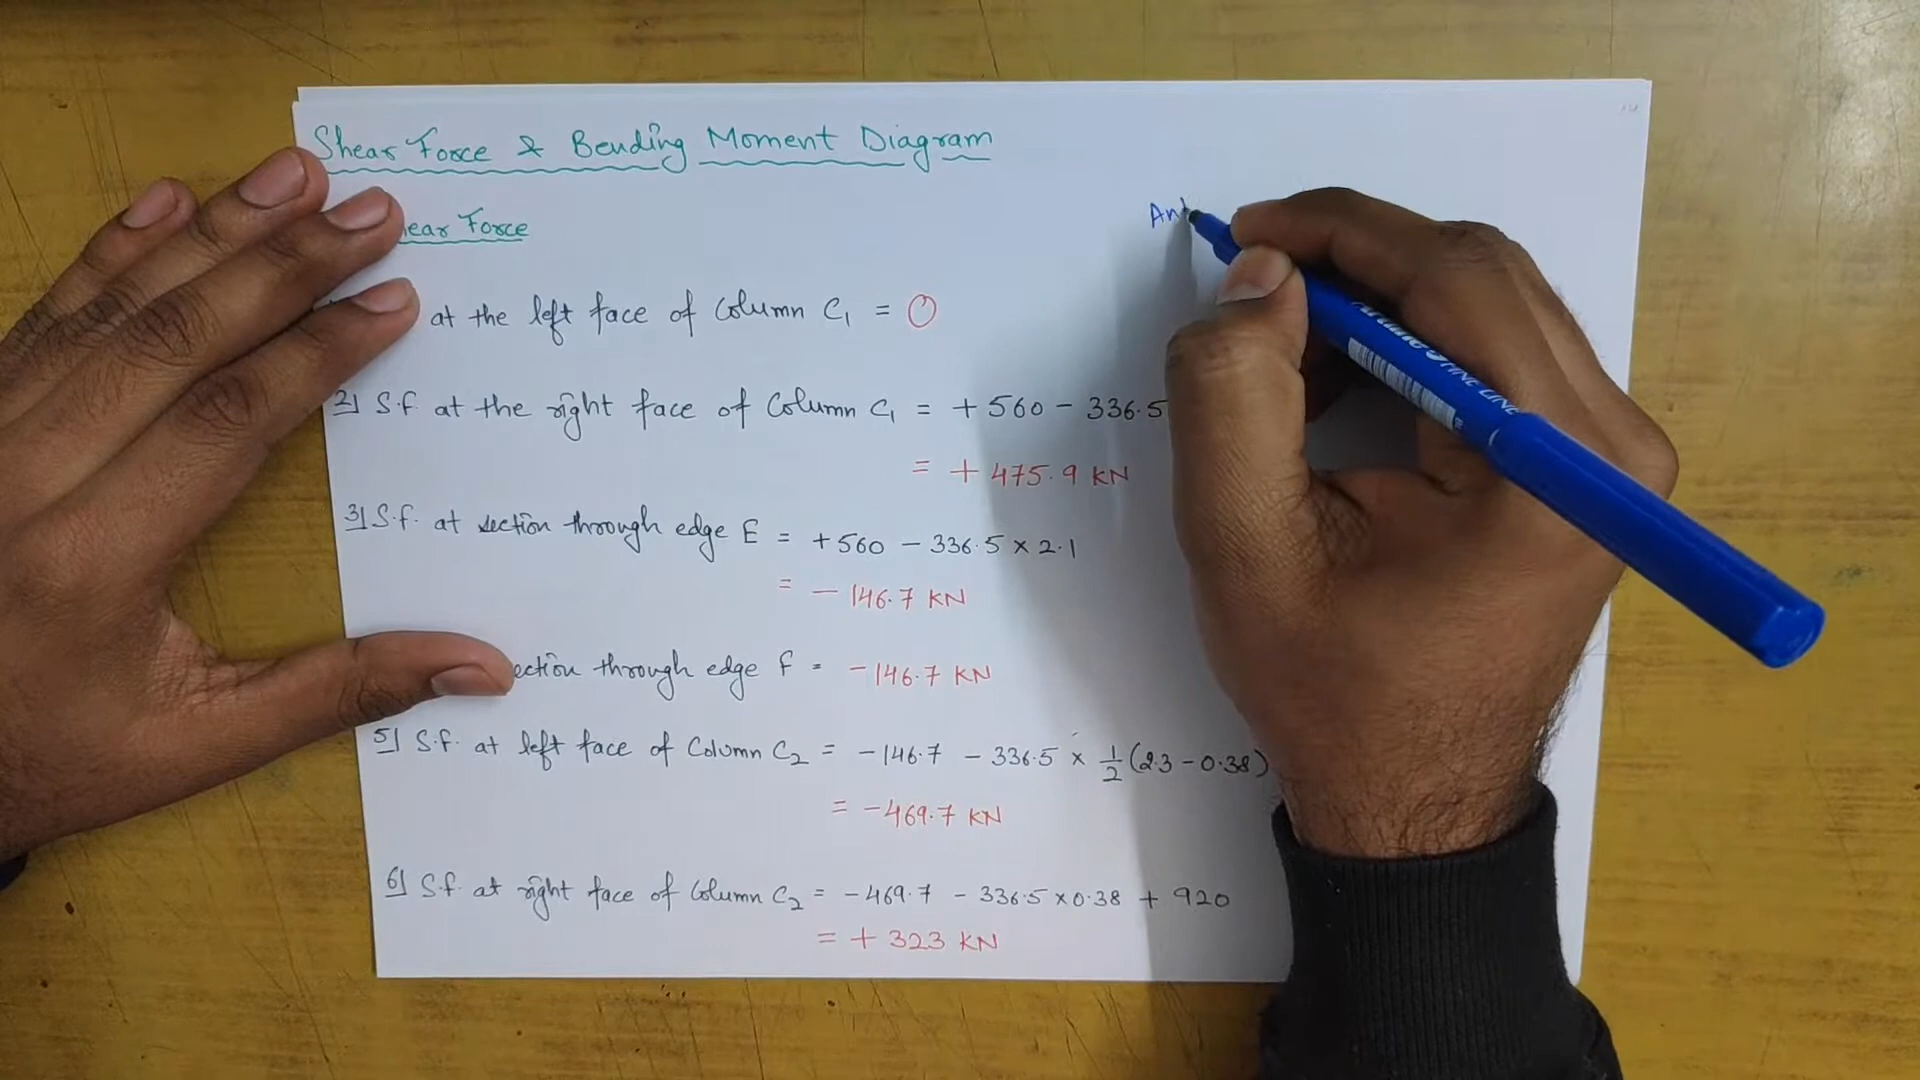 Shear Force & Bending Moment Diagram
ear Force
at the left face of Column C₁ = 0
2] S.f. at the right face of Column C₁ = + 560 - 336.5
= + 475.9 KN
3] S.f. at section through edge E = +560 - 336.5 × 2.1
= - 146.7 KN
ection through edge f = -146.7 KN
5] S.f. at left face of Column C₂ = -146.7 - 336.5 × 1/2 (2.3 - 0.38)
= -469.7 KN
6] S.f. at right face of Column C₂ = -469.7 - 336.5 × 0.38 + 920
= + 323 KN